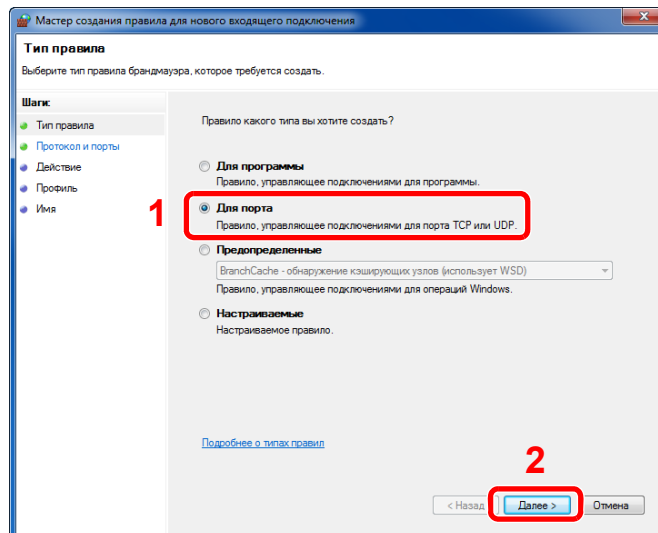 Мастер создания правила для нового входящего подключения
Тип правила
Выберите тип правила брандмауэра, которое требуется создать.
Шаги:
Тип правила
Протокол и порты
Действие
Профиль
Имя
Правило какого типа вы хотите создать?
Для программы
Правило, управляющее подключениями для программы.
1
Для порта
Правило, управляющее подключениями для порта TCP или UDP.
Предопределенные
BranchCache - обнаружение кэширующих узлов (использует WSD)
Правило, управляющее подключениями для операций Windows.
Настраиваемые
Настраиваемое правило.
Подробнее о типах правил
2
< Назад
Далее >
Отмена